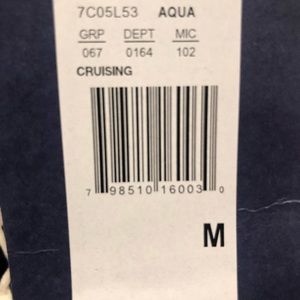 7C05L53 AQUA
GRP DEPT MIC
067 0164 102
CRUISING
7 98510 16003 0
M